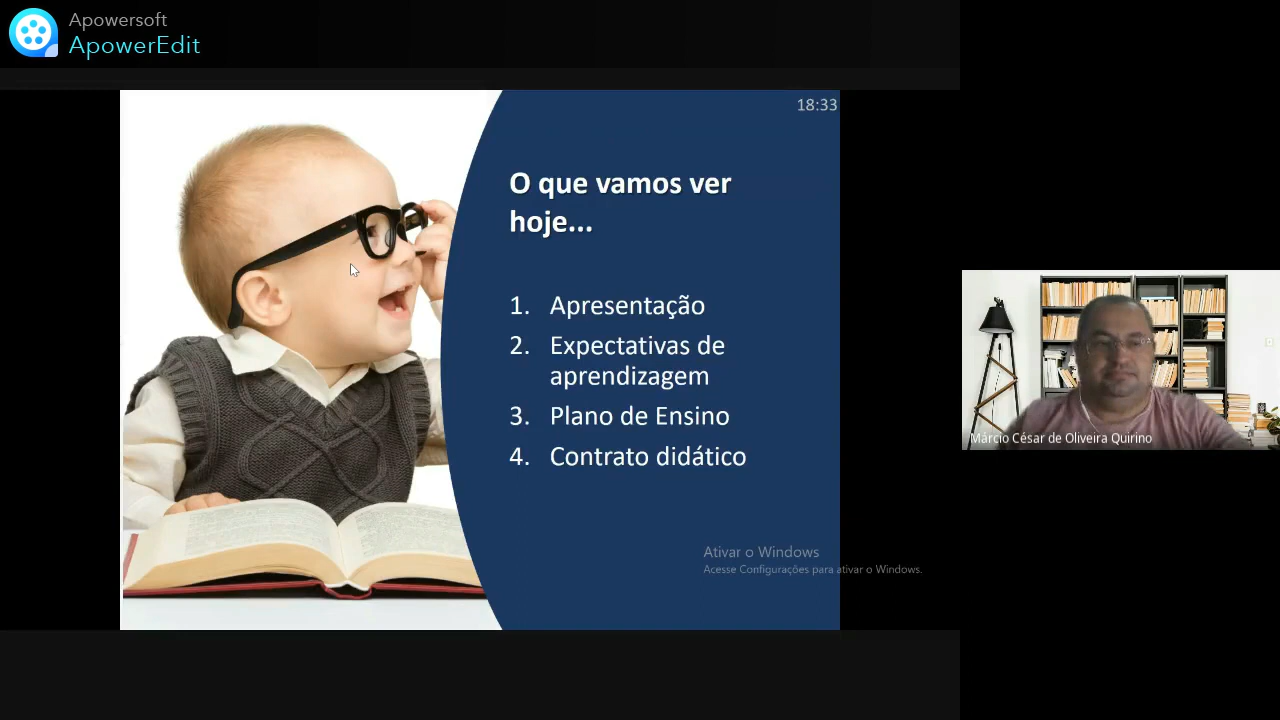 Apowersoft
ApowerEdit
18:33
O que vamos ver
hoje...
1. Apresentação
2. Expectativas de
aprendizagem
3. Plano de Ensino
4. Contrato didático
Ativar o Windows
Acesse Configurações para ativar o Windows.
Márcio César de Oliveira Quirino